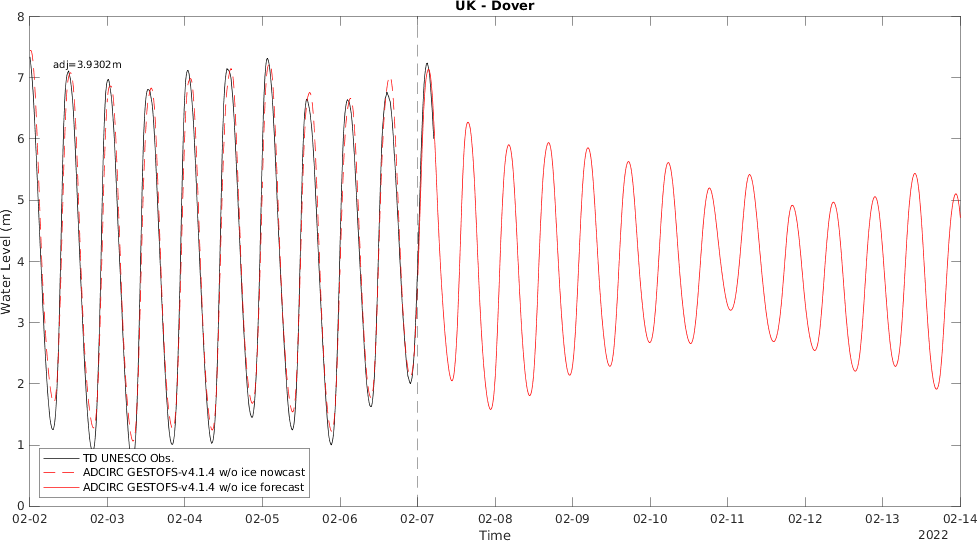 UK - Dover
8
7
6
5
4
3
2
1
0
Water Level (m)
adj=3.9302m
TD UNESCO Obs.
ADCIRC GESTOFS-v4.1.4 w/o ice nowcast
ADCIRC GESTOFS-v4.1.4 w/o ice forecast
02-02 02-03 02-04 02-05 02-06 02-07 02-08 02-09 02-10 02-11 02-12 02-13 02-14
Time
2022